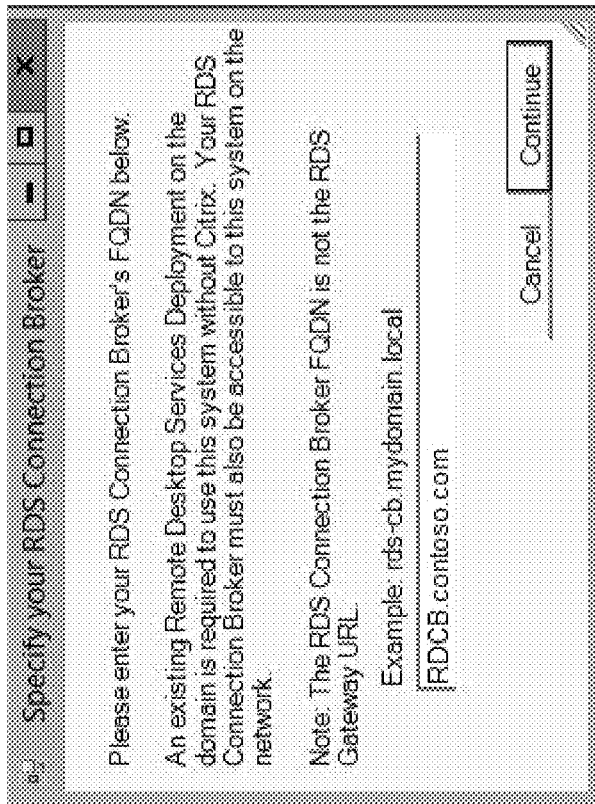 Specify your RDS Connection Broker
Please enter your RDS Connection Broker's FQDN below.
An existing Remote Desktop Services Deployment on the
domain is required to use this system without Citrix. Your RDS
Connection Broker must also be accessible to this system on the
network.
Note: The RDS Connection Broker FQDN is not the RDS
Gateway URL.
Example: rds-cb.mydomain.local
RDCB.contoso.com
Cancel
Continue